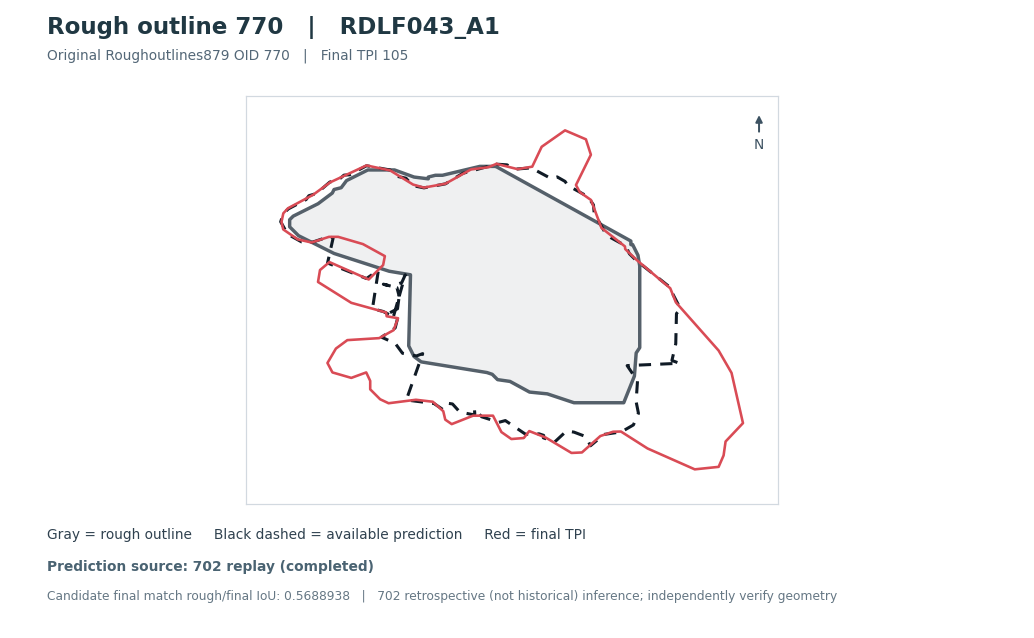 Rough outline 770   |   RDLF043_A1
Original Roughoutlines879 OID 770   |   Final TPI 105
N
Gray = rough outline     Black dashed = available prediction     Red = final TPI
Prediction source: 702 replay (completed)
Candidate final match rough/final IoU: 0.5688938   |   702 retrospective (not historical) inference; independently verify geometry